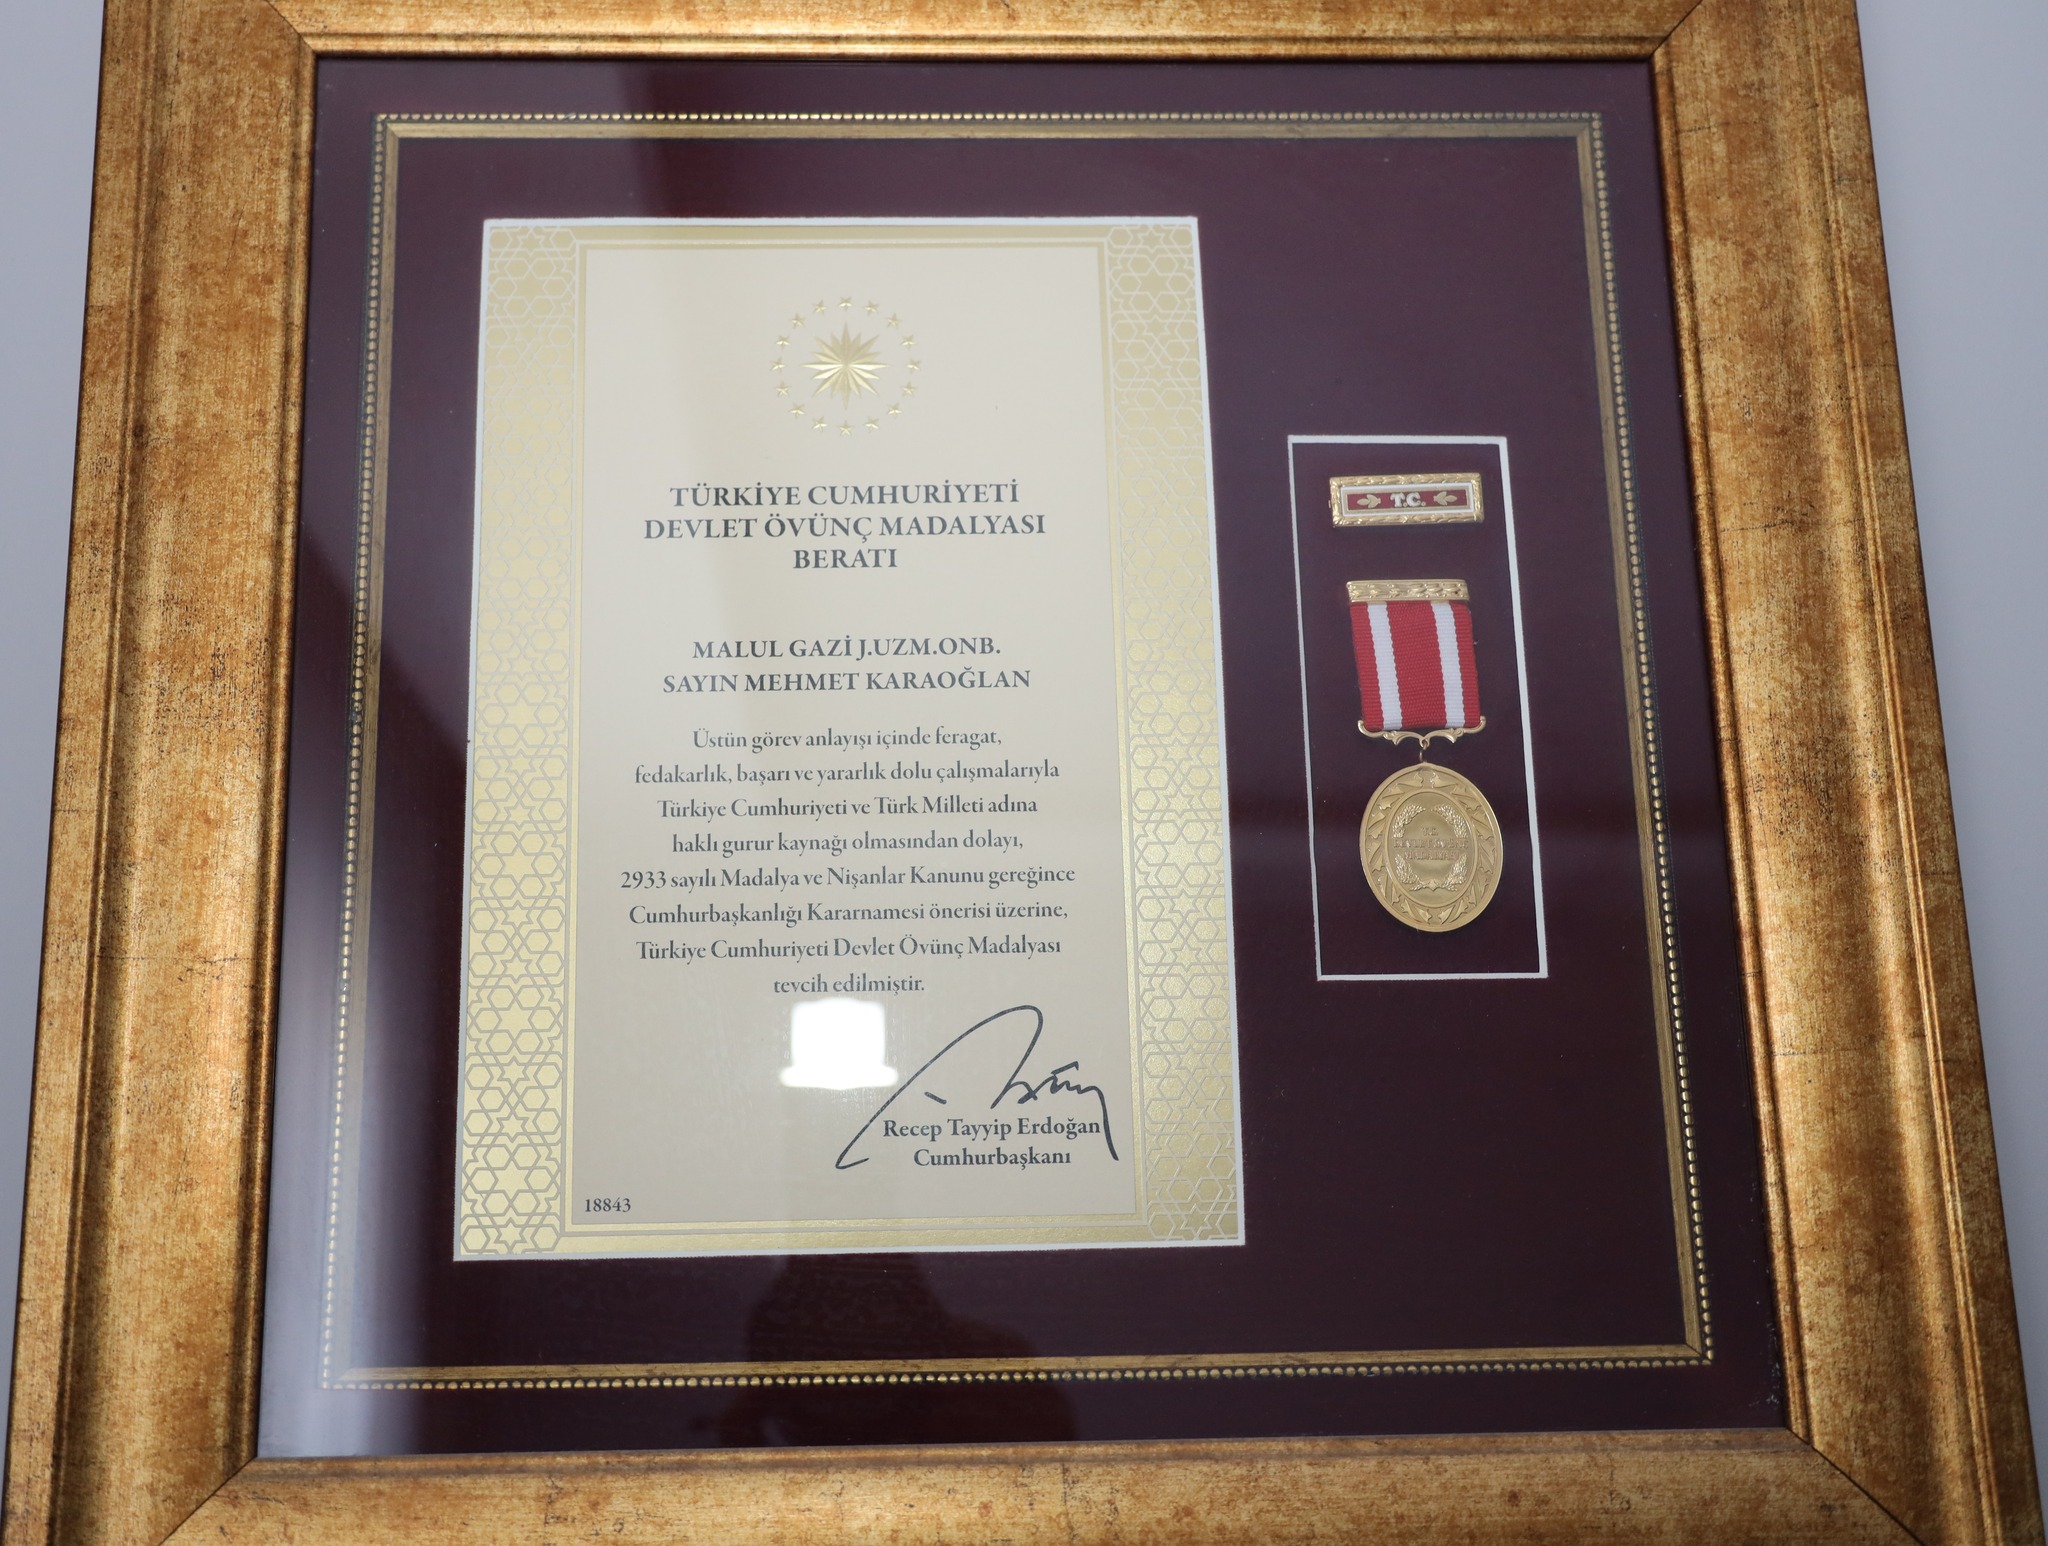 TÜRKİYE CUMHURİYETİ
DEVLET ÖVÜNÇ MADALYASI
BERATI
MALUL GAZİ J.UZM.ONB.
SAYIN MEHMET KARAOĞLAN
Üstün görev anlayışı içinde feragat,
fedakarlık, başarı ve yararlık dolu çalışmalarıyla
Türkiye Cumhuriyeti ve Türk Milleti adına
haklı gurur kaynağı olmasından dolayı,
2933 sayılı Madalya ve Nişanlar Kanunu gereğince
Cumhurbaşkanlığı Kararnamesi önerisi üzerine,
Türkiye Cumhuriyeti Devlet Övünç Madalyası
tevcih edilmiştir.
Recep Tayyip Erdoğan
Cumhurbaşkanı
18843
T.C.
T.C.
DEVLET ÖVÜNÇ
MADALYASI